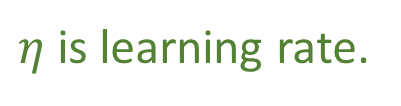 η is learning rate.